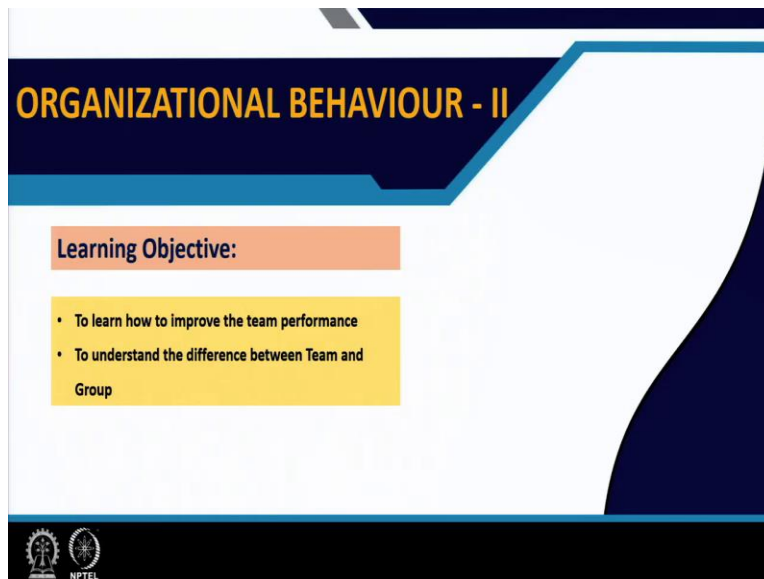 ORGANIZATIONAL BEHAVIOUR - II
Learning Objective:
• To learn how to improve the team performance
• To understand the difference between Team and
Group
NPTEL